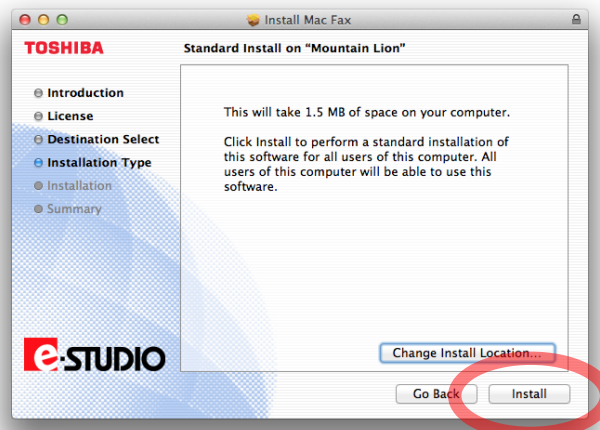 Install Mac Fax
TOSHIBA
Standard Install on “Mountain Lion”
Introduction
License
Destination Select
Installation Type
Installation
Summary
This will take 1.5 MB of space on your computer.
Click Install to perform a standard installation of
this software for all users of this computer. All
users of this computer will be able to use this
software.
e-STUDIO
Change Install Location...
Go Back
Install